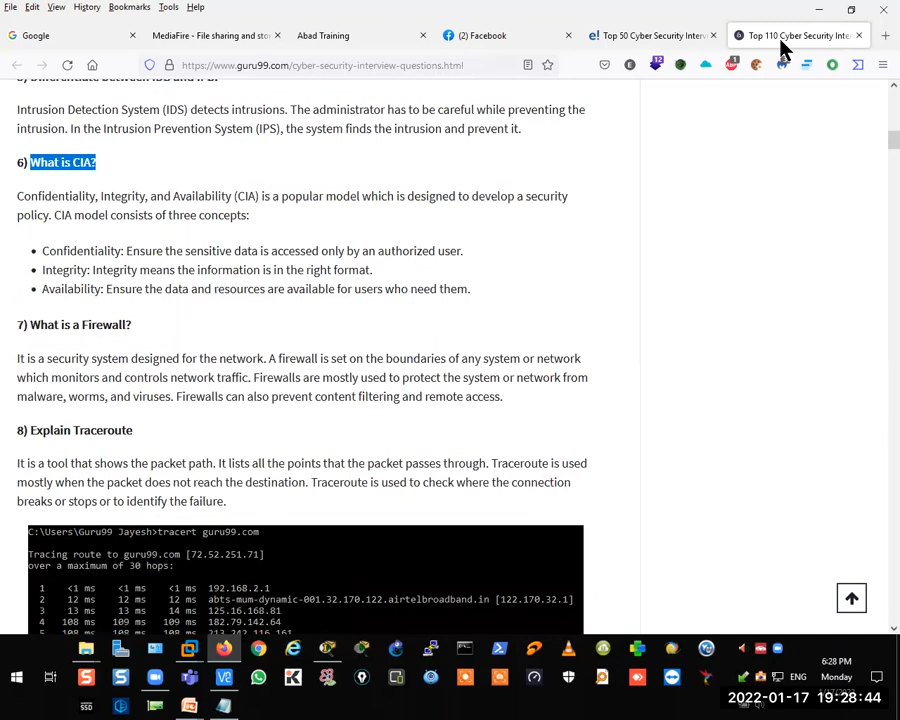 File Edit View History Bookmarks Tools Help
Google
MediaFire - File sharing and sto
Abad Training
(2) Facebook
Top 50 Cyber Security Interv
Top 110 Cyber Security Inte
https://www.guru99.com/cyber-security-interview-questions.html
Intrusion Detection System (IDS) detects intrusions. The administrator has to be careful while preventing the
intrusion. In the Intrusion Prevention System (IPS), the system finds the intrusion and prevent it.
6) What is CIA?
Confidentiality, Integrity, and Availability (CIA) is a popular model which is designed to develop a security
policy. CIA model consists of three concepts:
Confidentiality: Ensure the sensitive data is accessed only by an authorized user.
Integrity: Integrity means the information is in the right format.
Availability: Ensure the data and resources are available for users who need them.
7) What is a Firewall?
It is a security system designed for the network. A firewall is set on the boundaries of any system or network
which monitors and controls network traffic. Firewalls are mostly used to protect the system or network from
malware, worms, and viruses. Firewalls can also prevent content filtering and remote access.
8) Explain Traceroute
It is a tool that shows the packet path. It lists all the points that the packet passes through. Traceroute is used
mostly when the packet does not reach the destination. Traceroute is used to check where the connection
breaks or stops or to identify the failure.
C:\Users\Guru99 Jayesh>tracert guru99.com
Tracing route to guru99.com [72.52.251.71]
over a maximum of 30 hops:
1 <1 ms <1 ms <1 ms 192.168.2.1
2 12 ms 12 ms 12 ms abts-mum-dynamic-001.32.170.122.airtelbroadband.in [122.170.32.1]
3 13 ms 13 ms 14 ms 125.16.168.81
4 108 ms 109 ms 109 ms 182.79.142.64
6:28 PM
ENG
Monday
2022-01-17 19:28:44